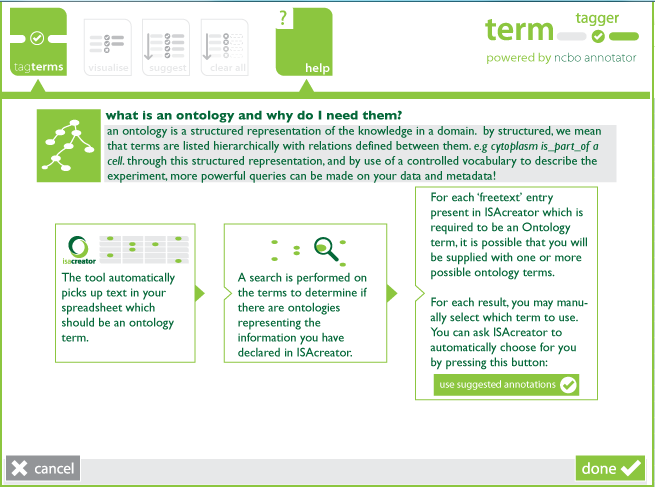 tagterms
visualise
suggest
clear all
?
help
term tagger
powered by ncbo annotator
what is an ontology and why do I need them?
an ontology is a structured representation of the knowledge in a domain. by structured, we mean
that terms are listed hierarchically with relations defined between them. e.g cytoplasm is_part_of a
cell. through this structured representation, and by use of a controlled vocabulary to describe the
experiment, more powerful queries can be made on your data and metadata!
isacreator
The tool automatically
picks up text in your
spreadsheet which
should be an ontology
term.
A search is performed on
the terms to determine if
there are ontologies
representing the
information you have
declared in ISAcreator.
For each ‘freetext’ entry
present in ISAcreator which is
required to be an Ontology
term, it is possible that you will
be supplied with one or more
possible ontology terms.
For each result, you may manu-
ally select which term to use.
You can ask ISAcreator to
automatically choose for you
by pressing this button:
use suggested annotations
cancel
done